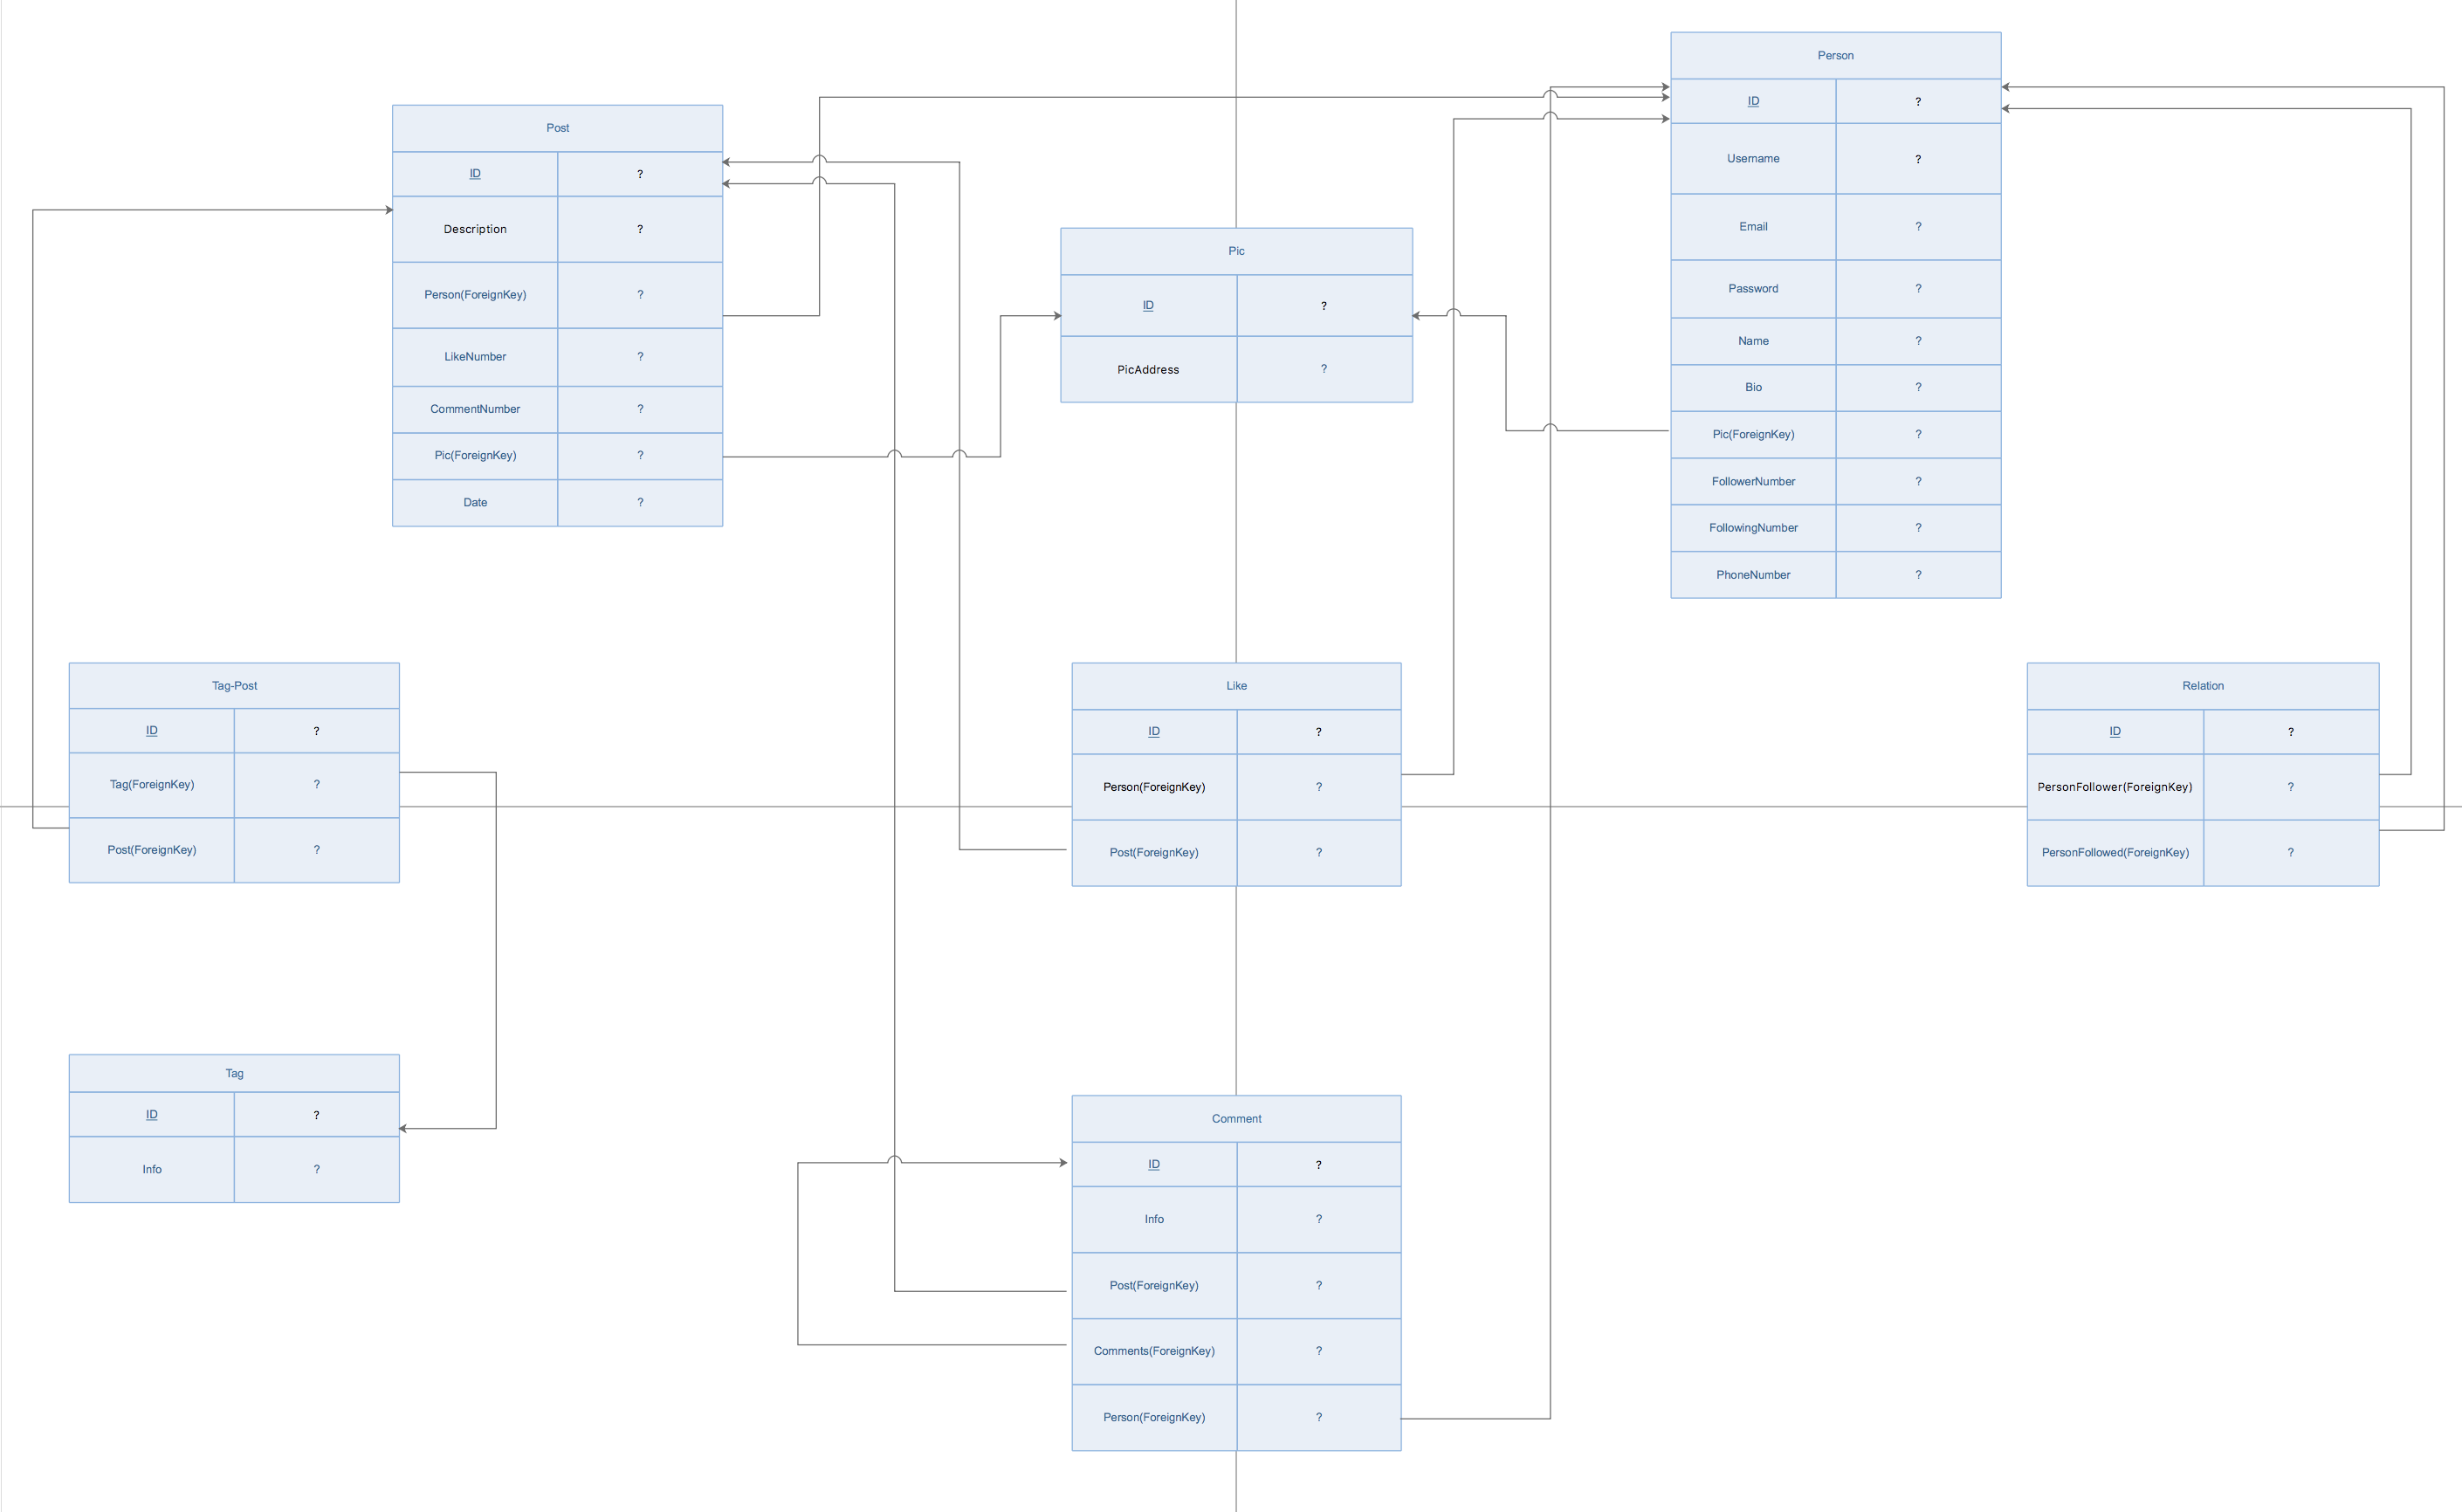 Person
ID ?
Username ?
Email ?
Password ?
Name ?
Bio ?
Pic(ForeignKey) ?
FollowerNumber ?
FollowingNumber ?
PhoneNumber ?
Post
ID ?
Description ?
Person(ForeignKey) ?
LikeNumber ?
CommentNumber ?
Pic(ForeignKey) ?
Date ?
Pic
ID ?
PicAddress ?
Tag-Post
ID ?
Tag(ForeignKey) ?
Post(ForeignKey) ?
Like
ID ?
Person(ForeignKey) ?
Post(ForeignKey) ?
Relation
ID ?
PersonFollower(ForeignKey) ?
PersonFollowed(ForeignKey) ?
Tag
ID ?
Info ?
Comment
ID ?
Info ?
Post(ForeignKey) ?
Comments(ForeignKey) ?
Person(ForeignKey) ?